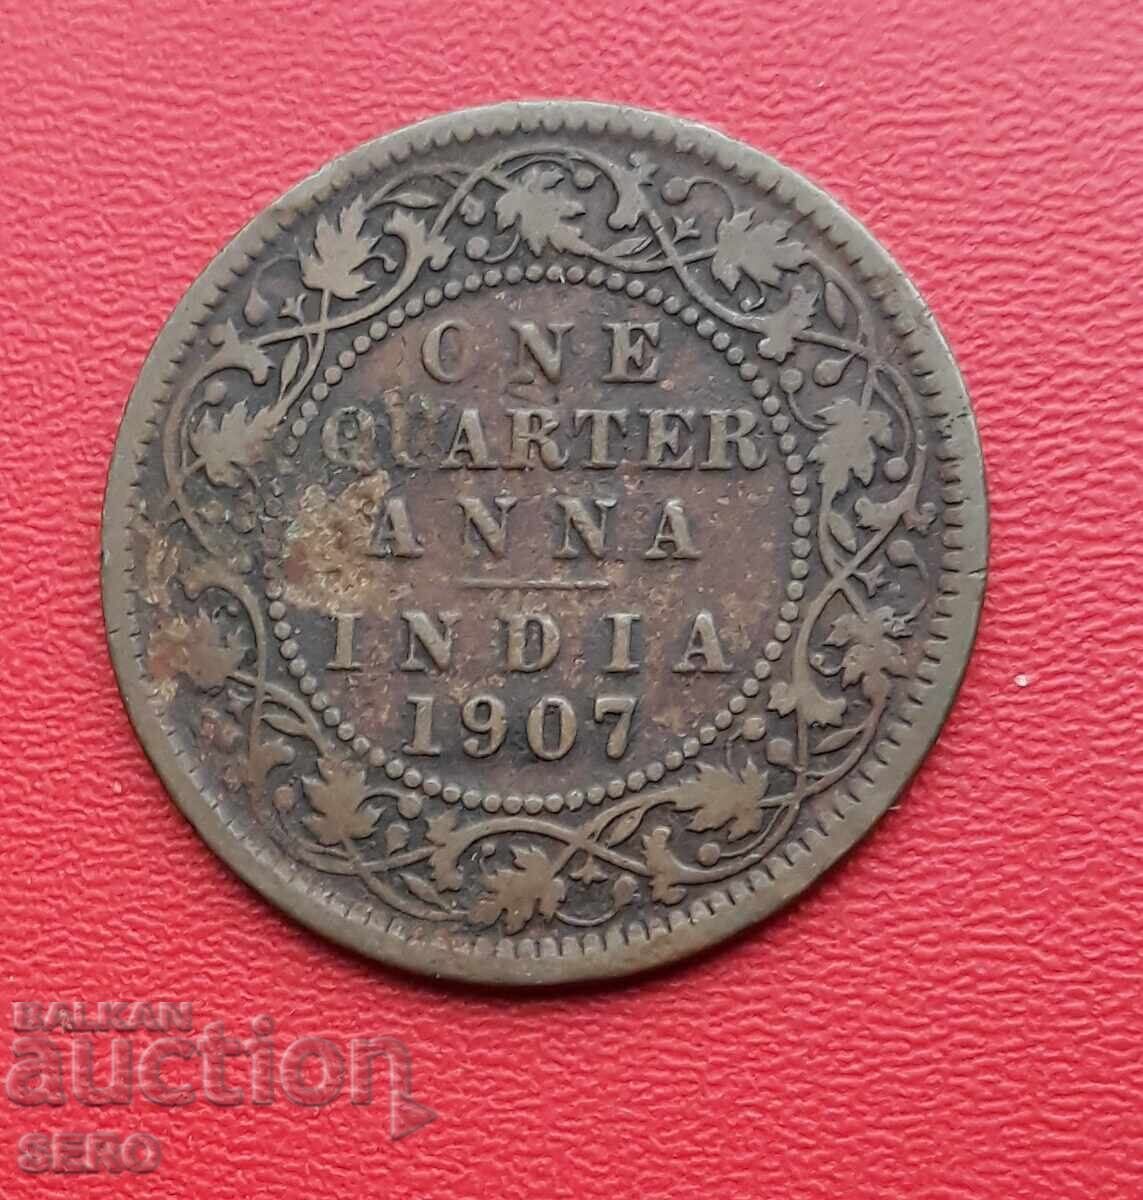 ONE
QUARTER
ANNA
INDIA
1907
BALKAN
auction
SERO